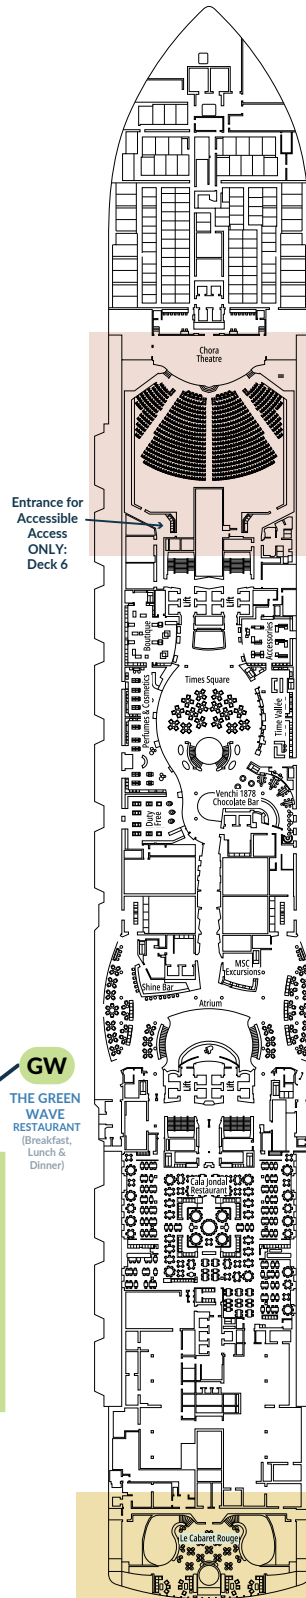 Chora
Theatre
Entrance for
Accessible
Access
ONLY:
Deck 6
Lift
Lift
Boutique
Accessories
Times Square
Perfumes & Cosmetics
Time Vallée
Venchi 1878
Chocolate Bar
Duty
Free
MSC
Excursions
Shine Bar
Atrium
GW
THE GREEN
WAVE
RESTAURANT
(Breakfast,
Lunch &
Dinner)
Lift
Lift
Cala Jondal
Restaurant
Le Cabaret Rouge